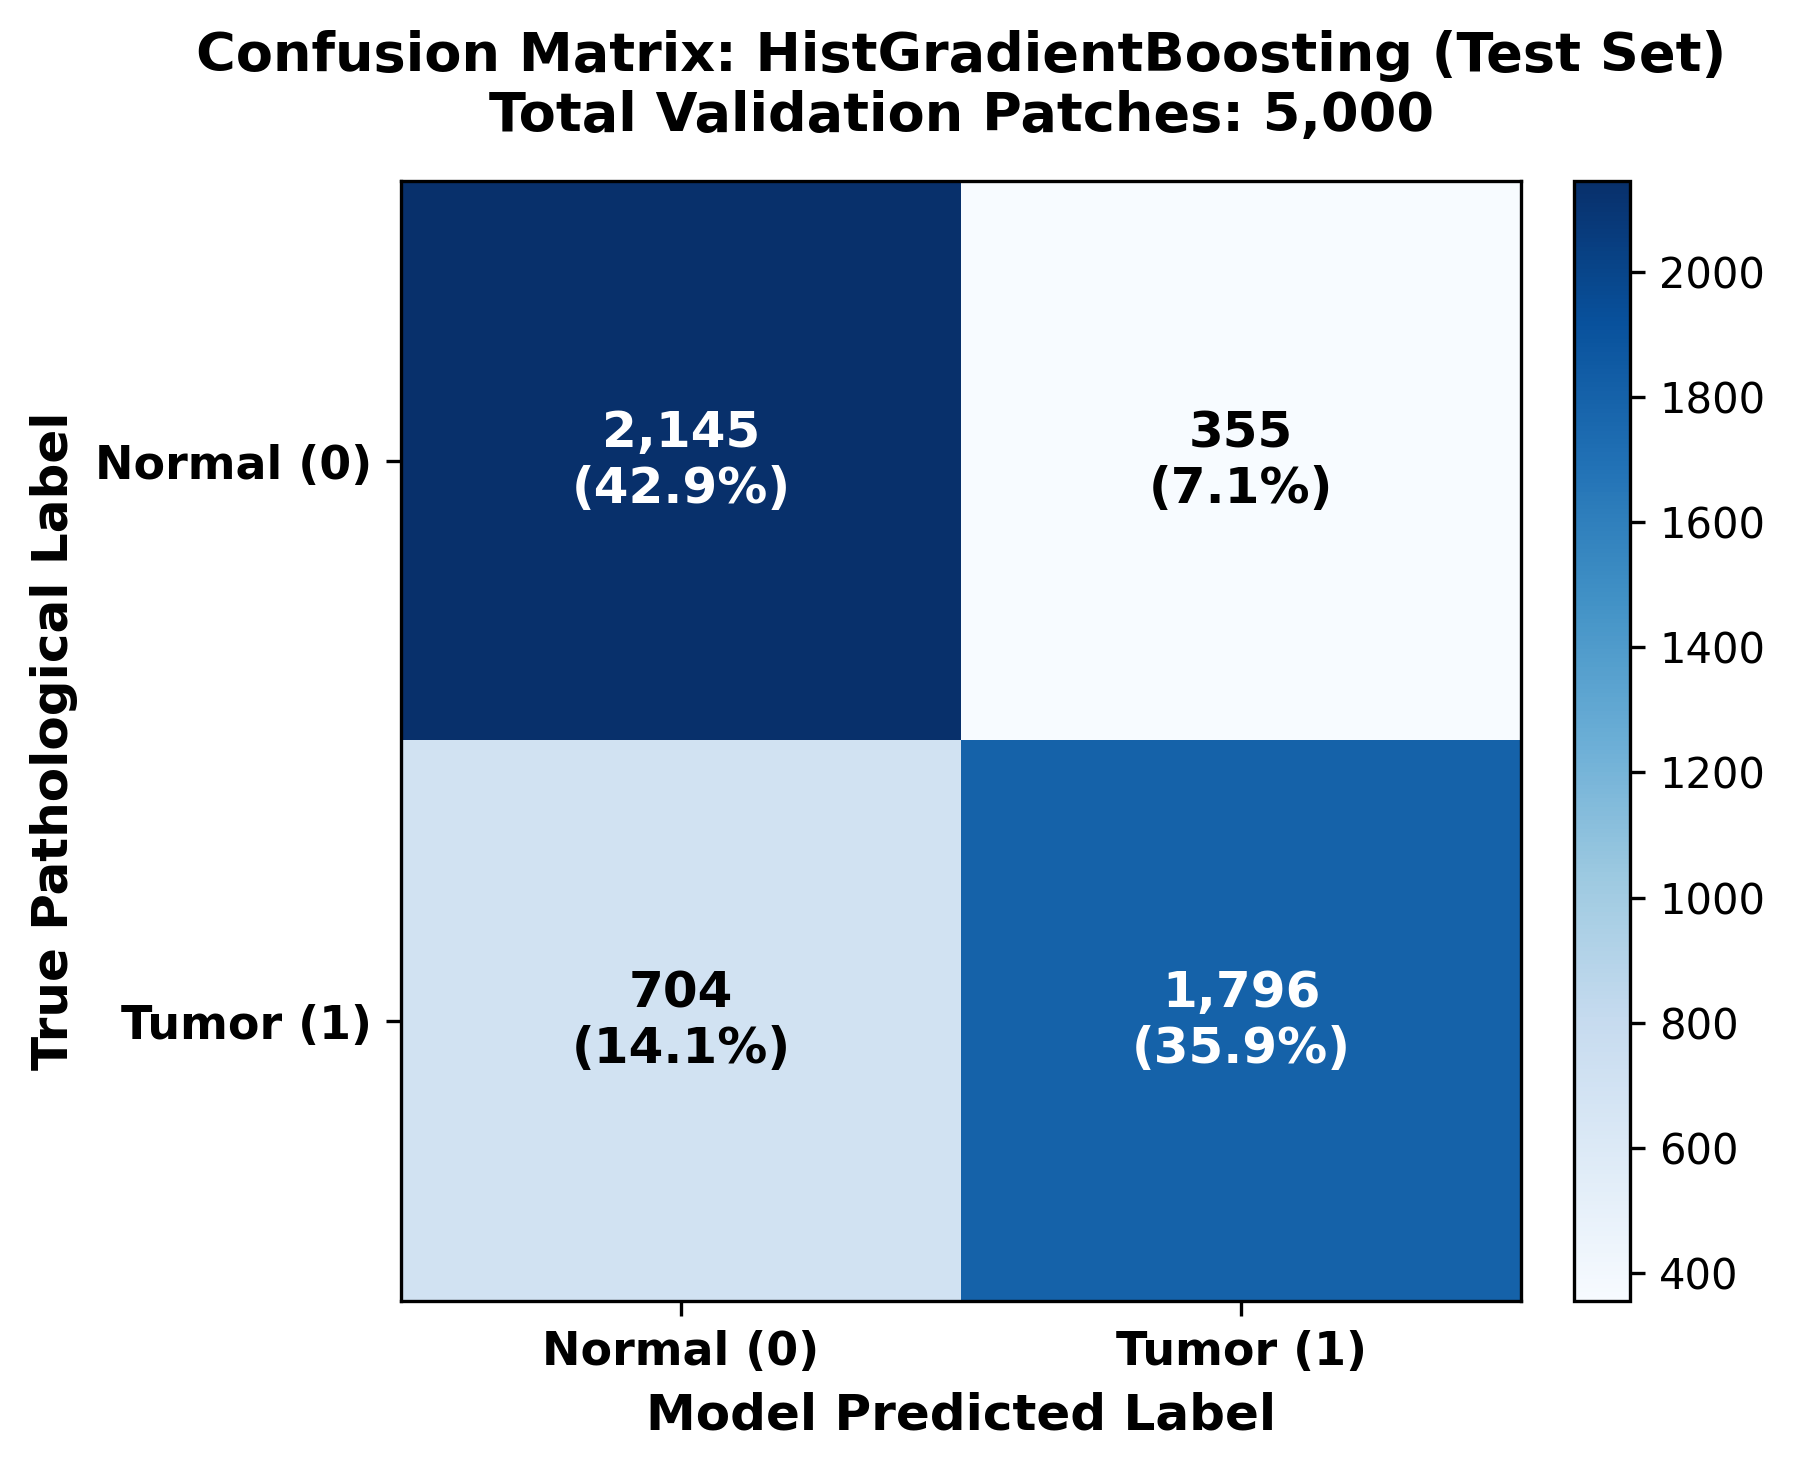 Confusion Matrix: HistGradientBoosting (Test Set)
Total Validation Patches: 5,000
True Pathological Label
Normal (0)
Tumor (1)
2,145
(42.9%)
355
(7.1%)
704
(14.1%)
1,796
(35.9%)
Normal (0)
Tumor (1)
Model Predicted Label
2000
1800
1600
1400
1200
1000
800
600
400